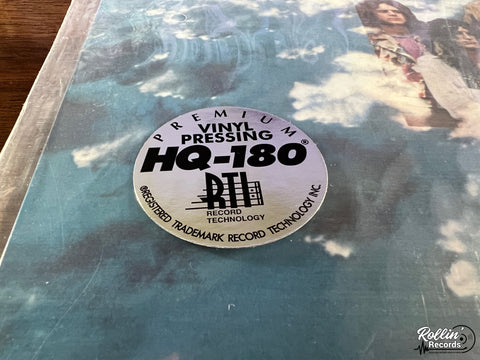 PREMIUM
VINYL
PRESSING
HQ-180®
RTI
RECORD
TECHNOLOGY
®REGISTERED TRADEMARK RECORD TECHNOLOGY INC.
Rollin'
Records